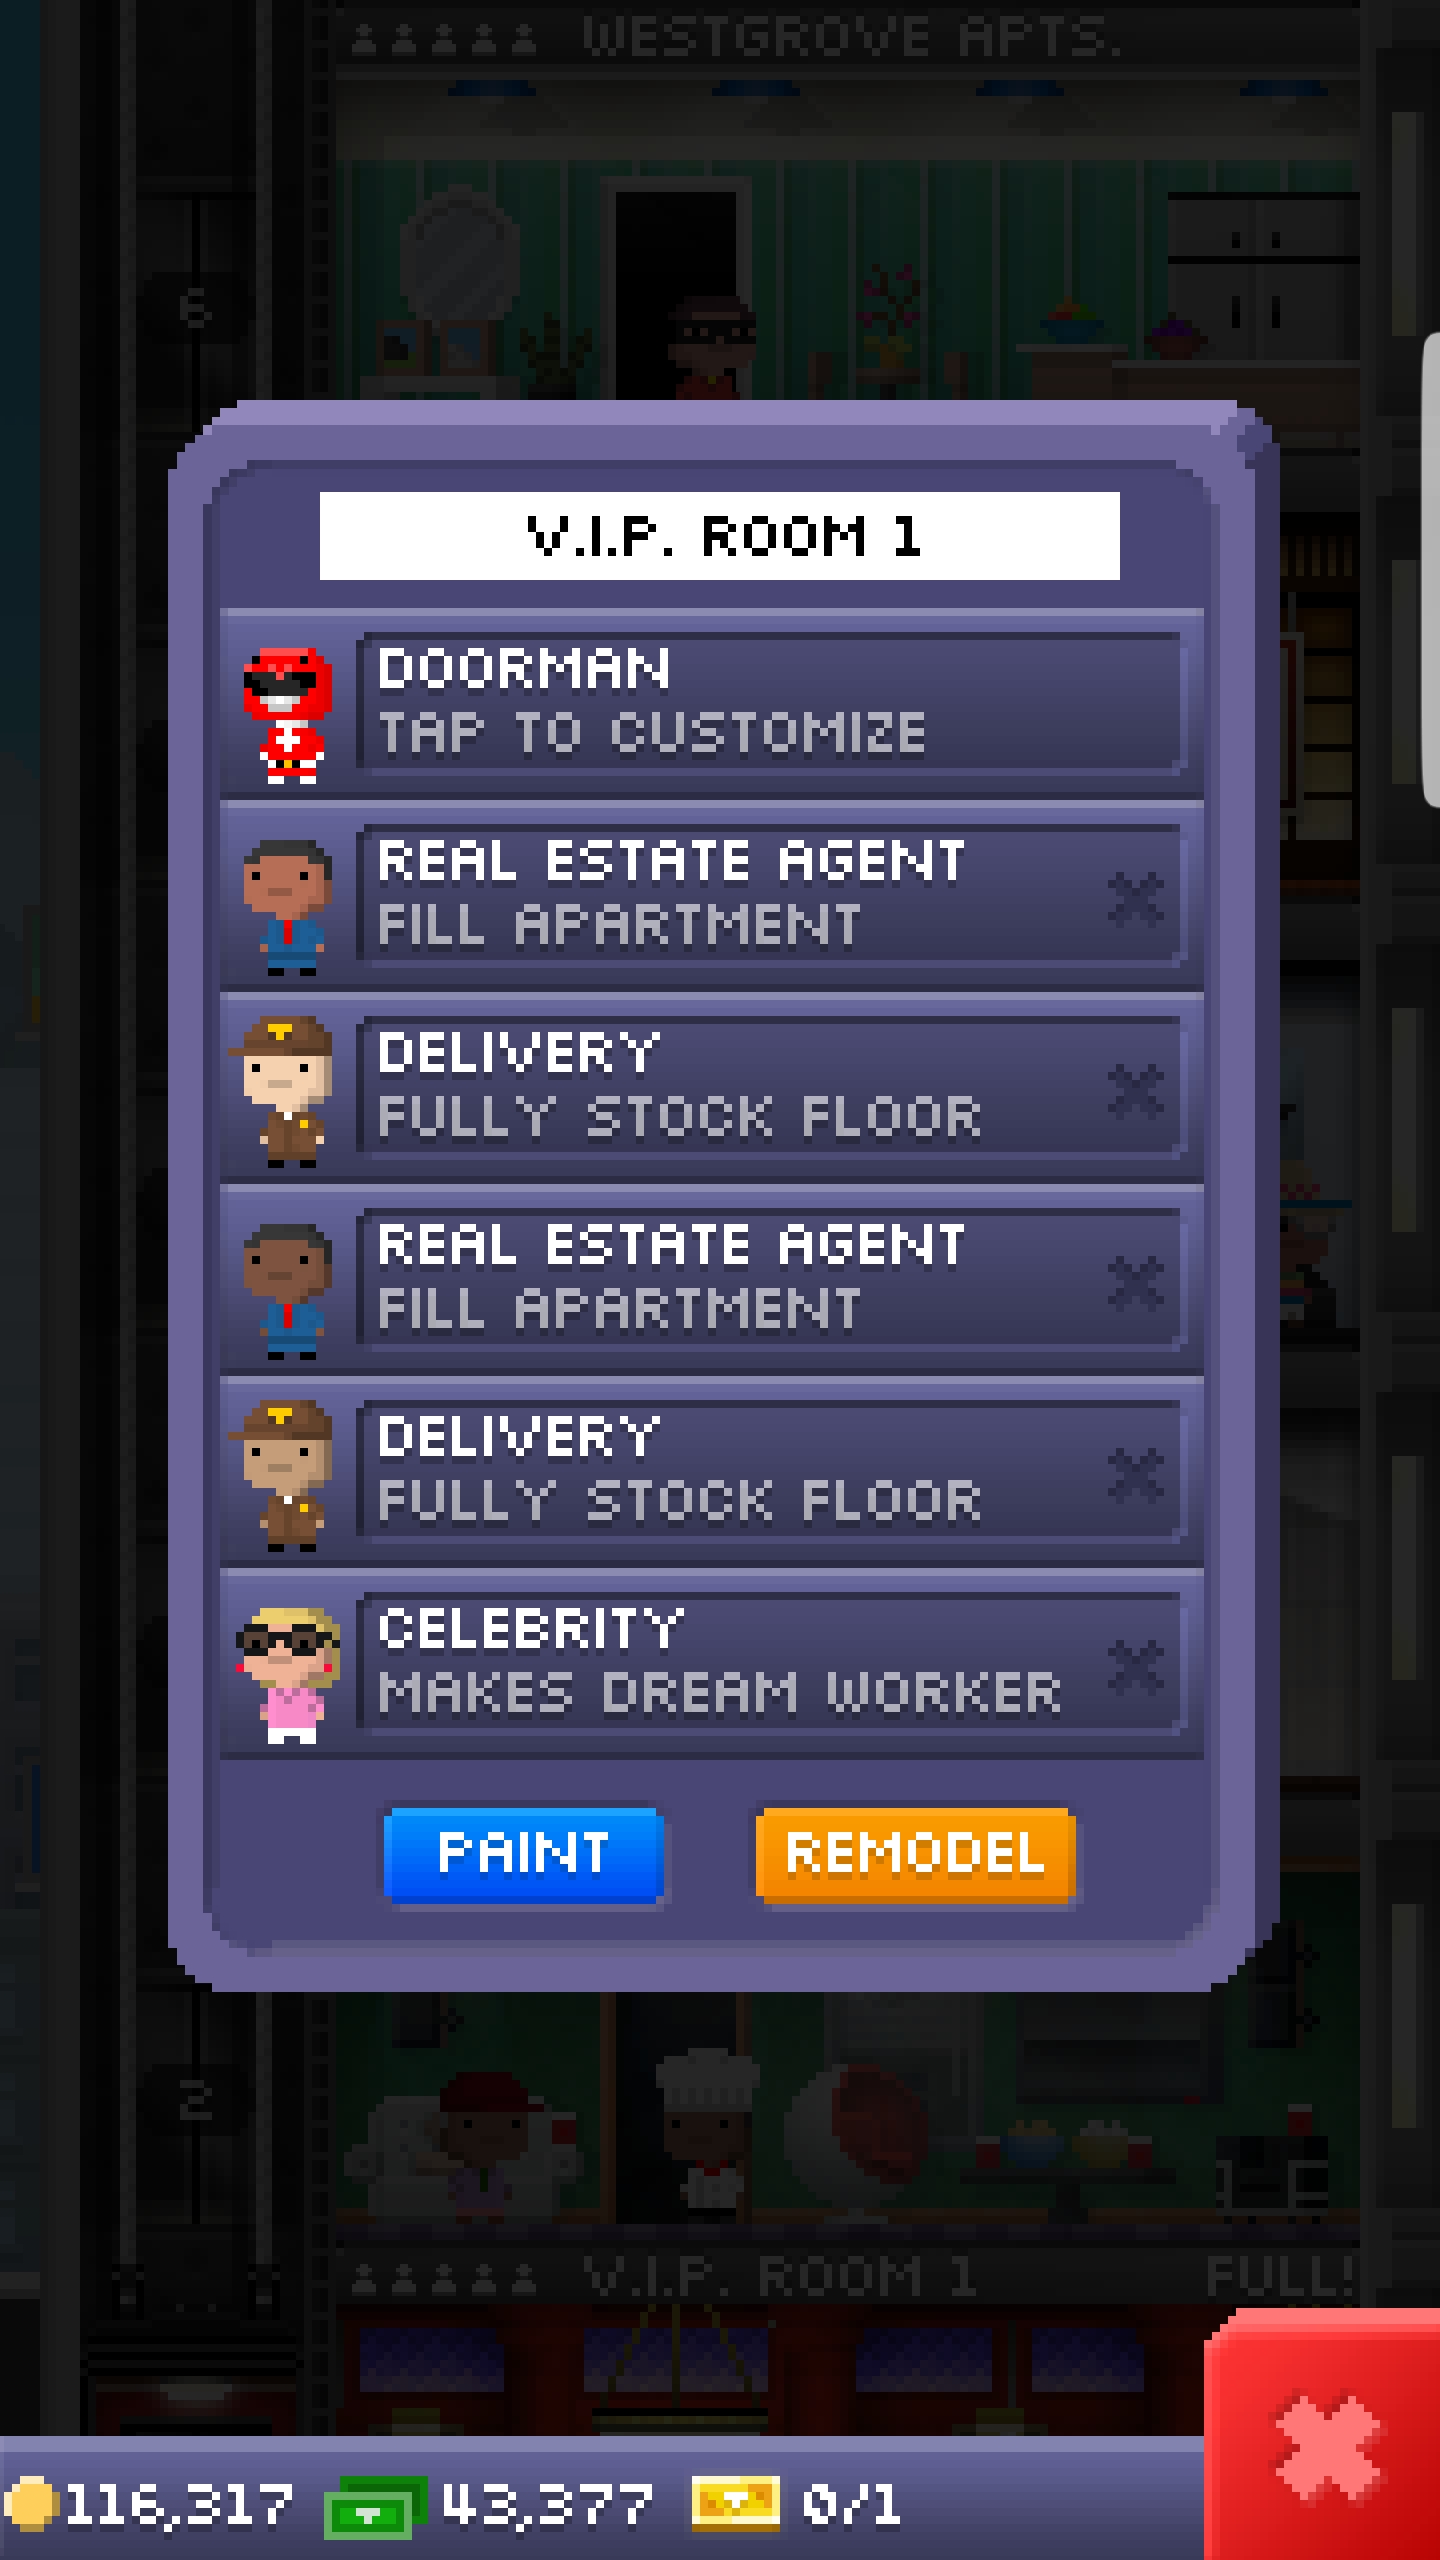 WESTGROVE APTS.
6
V.I.P. ROOM 1
DOORMAN
TAP TO CUSTOMIZE
REAL ESTATE AGENT
FILL APARTMENT
DELIVERY
FULLY STOCK FLOOR
REAL ESTATE AGENT
FILL APARTMENT
DELIVERY
FULLY STOCK FLOOR
CELEBRITY
MAKES DREAM WORKER
PAINT REMODEL
2
V.I.P. ROOM 1 FULL!
116,317 43,377 0/1